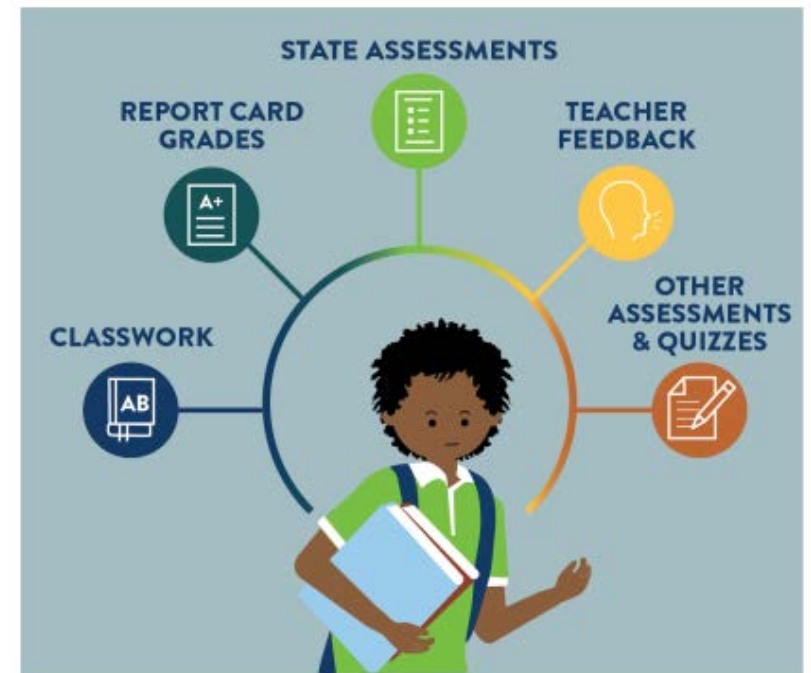 STATE ASSESSMENTS
REPORT CARD
GRADES
A+
TEACHER
FEEDBACK
CLASSWORK
AB
OTHER
ASSESSMENTS
& QUIZZES